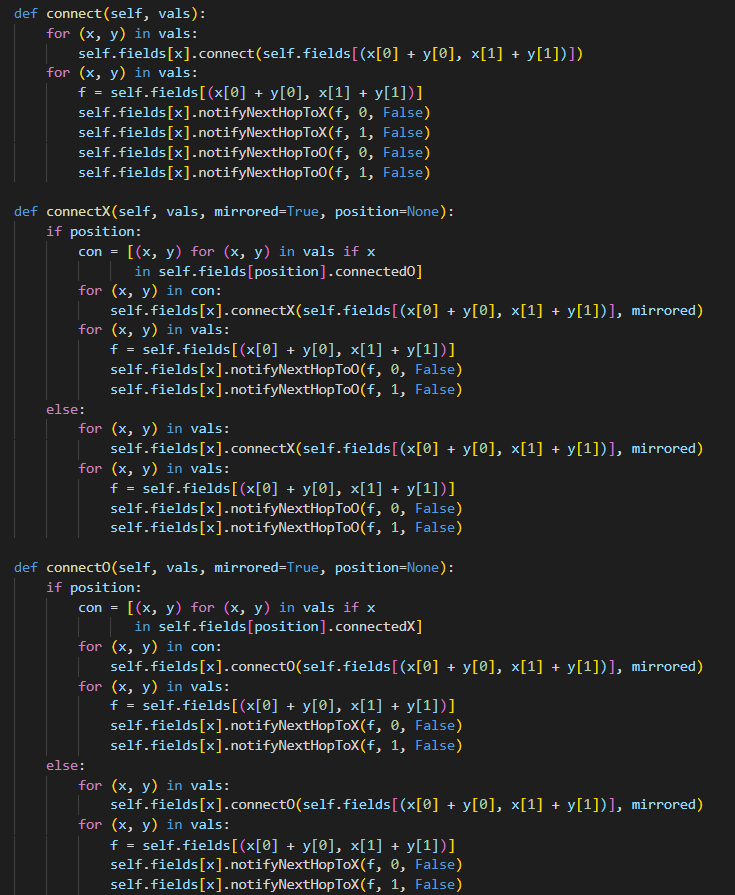 def connect(self, vals):
    for (x, y) in vals:
        self.fields[x].connect(self.fields[(x[0] + y[0], x[1] + y[1])])
    for (x, y) in vals:
        f = self.fields[(x[0] + y[0], x[1] + y[1])]
        self.fields[x].notifyNextHopToX(f, 0, False)
        self.fields[x].notifyNextHopToX(f, 1, False)
        self.fields[x].notifyNextHopToO(f, 0, False)
        self.fields[x].notifyNextHopToO(f, 1, False)

def connectX(self, vals, mirrored=True, position=None):
    if position:
        con = [(x, y) for (x, y) in vals if x
               in self.fields[position].connectedO]
        for (x, y) in con:
            self.fields[x].connectX(self.fields[(x[0] + y[0], x[1] + y[1])], mirrored)
        for (x, y) in vals:
            f = self.fields[(x[0] + y[0], x[1] + y[1])]
            self.fields[x].notifyNextHopToO(f, 0, False)
            self.fields[x].notifyNextHopToO(f, 1, False)
    else:
        for (x, y) in vals:
            self.fields[x].connectX(self.fields[(x[0] + y[0], x[1] + y[1])], mirrored)
        for (x, y) in vals:
            f = self.fields[(x[0] + y[0], x[1] + y[1])]
            self.fields[x].notifyNextHopToO(f, 0, False)
            self.fields[x].notifyNextHopToO(f, 1, False)

def connectO(self, vals, mirrored=True, position=None):
    if position:
        con = [(x, y) for (x, y) in vals if x
               in self.fields[position].connectedX]
        for (x, y) in con:
            self.fields[x].connectO(self.fields[(x[0] + y[0], x[1] + y[1])], mirrored)
        for (x, y) in vals:
            f = self.fields[(x[0] + y[0], x[1] + y[1])]
            self.fields[x].notifyNextHopToX(f, 0, False)
            self.fields[x].notifyNextHopToX(f, 1, False)
    else:
        for (x, y) in vals:
            self.fields[x].connectO(self.fields[(x[0] + y[0], x[1] + y[1])], mirrored)
        for (x, y) in vals:
            f = self.fields[(x[0] + y[0], x[1] + y[1])]
            self.fields[x].notifyNextHopToX(f, 0, False)
            self.fields[x].notifyNextHopToX(f, 1, False)